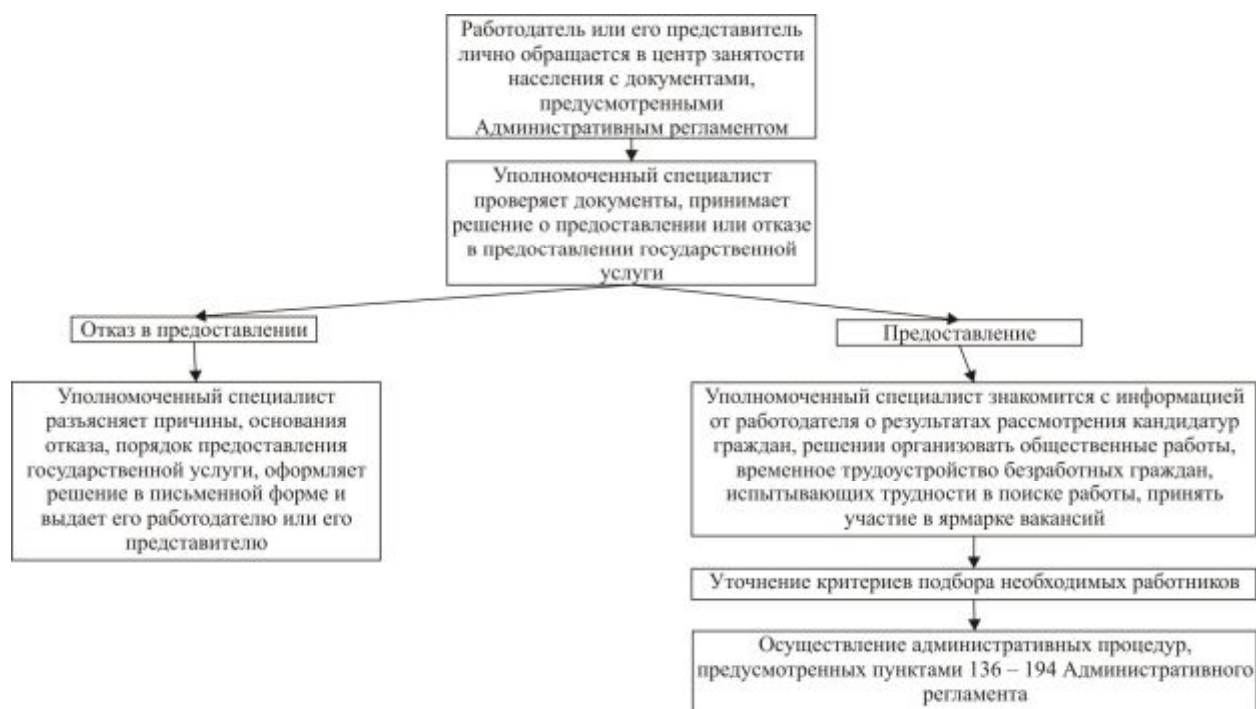 Работодатель или его представитель
лично обращается в центр занятости
населения с документами,
предусмотренными
Административным регламентом
Уполномоченный специалист
проверяет документы, принимает
решение о предоставлении или отказе
в предоставлении государственной
услуги
Отказ в предоставлении
Предоставление
Уполномоченный специалист
разъясняет причины, основания
отказа, порядок предоставления
государственной услуги, оформляет
решение в письменной форме и
выдает его работодателю или его
представителю
Уполномоченный специалист знакомится с информацией
от работодателя о результатах рассмотрения кандидатур
граждан, решении организовать общественные работы,
временное трудоустройство безработных граждан,
испытывающих трудности в поиске работы, принять
участие в ярмарке вакансий
Уточнение критериев подбора необходимых работников
Осуществление административных процедур,
предусмотренных пунктами 136 – 194 Административного
регламента